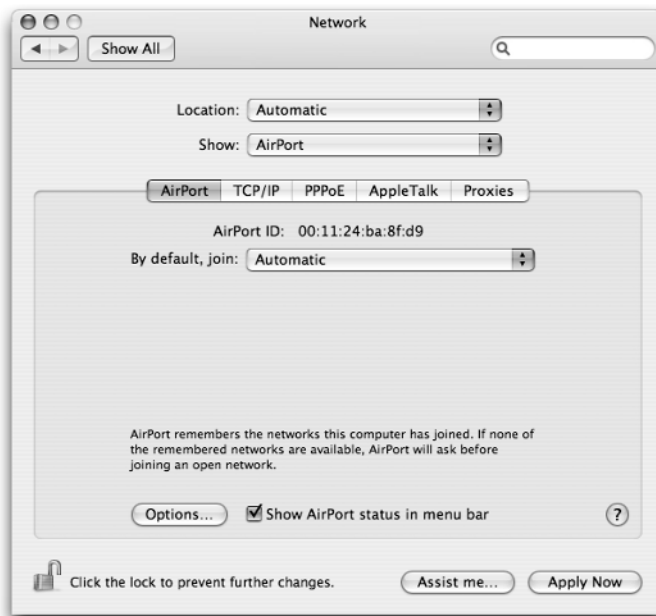 Network
Show All
Location: Automatic
Show: AirPort
AirPort TCP/IP PPPoE AppleTalk Proxies
AirPort ID: 00:11:24:ba:8f:d9
By default, join: Automatic
AirPort remembers the networks this computer has joined. If none of
the remembered networks are available, AirPort will ask before
joining an open network.
Options... Show AirPort status in menu bar ?
Click the lock to prevent further changes. Assist me... Apply Now